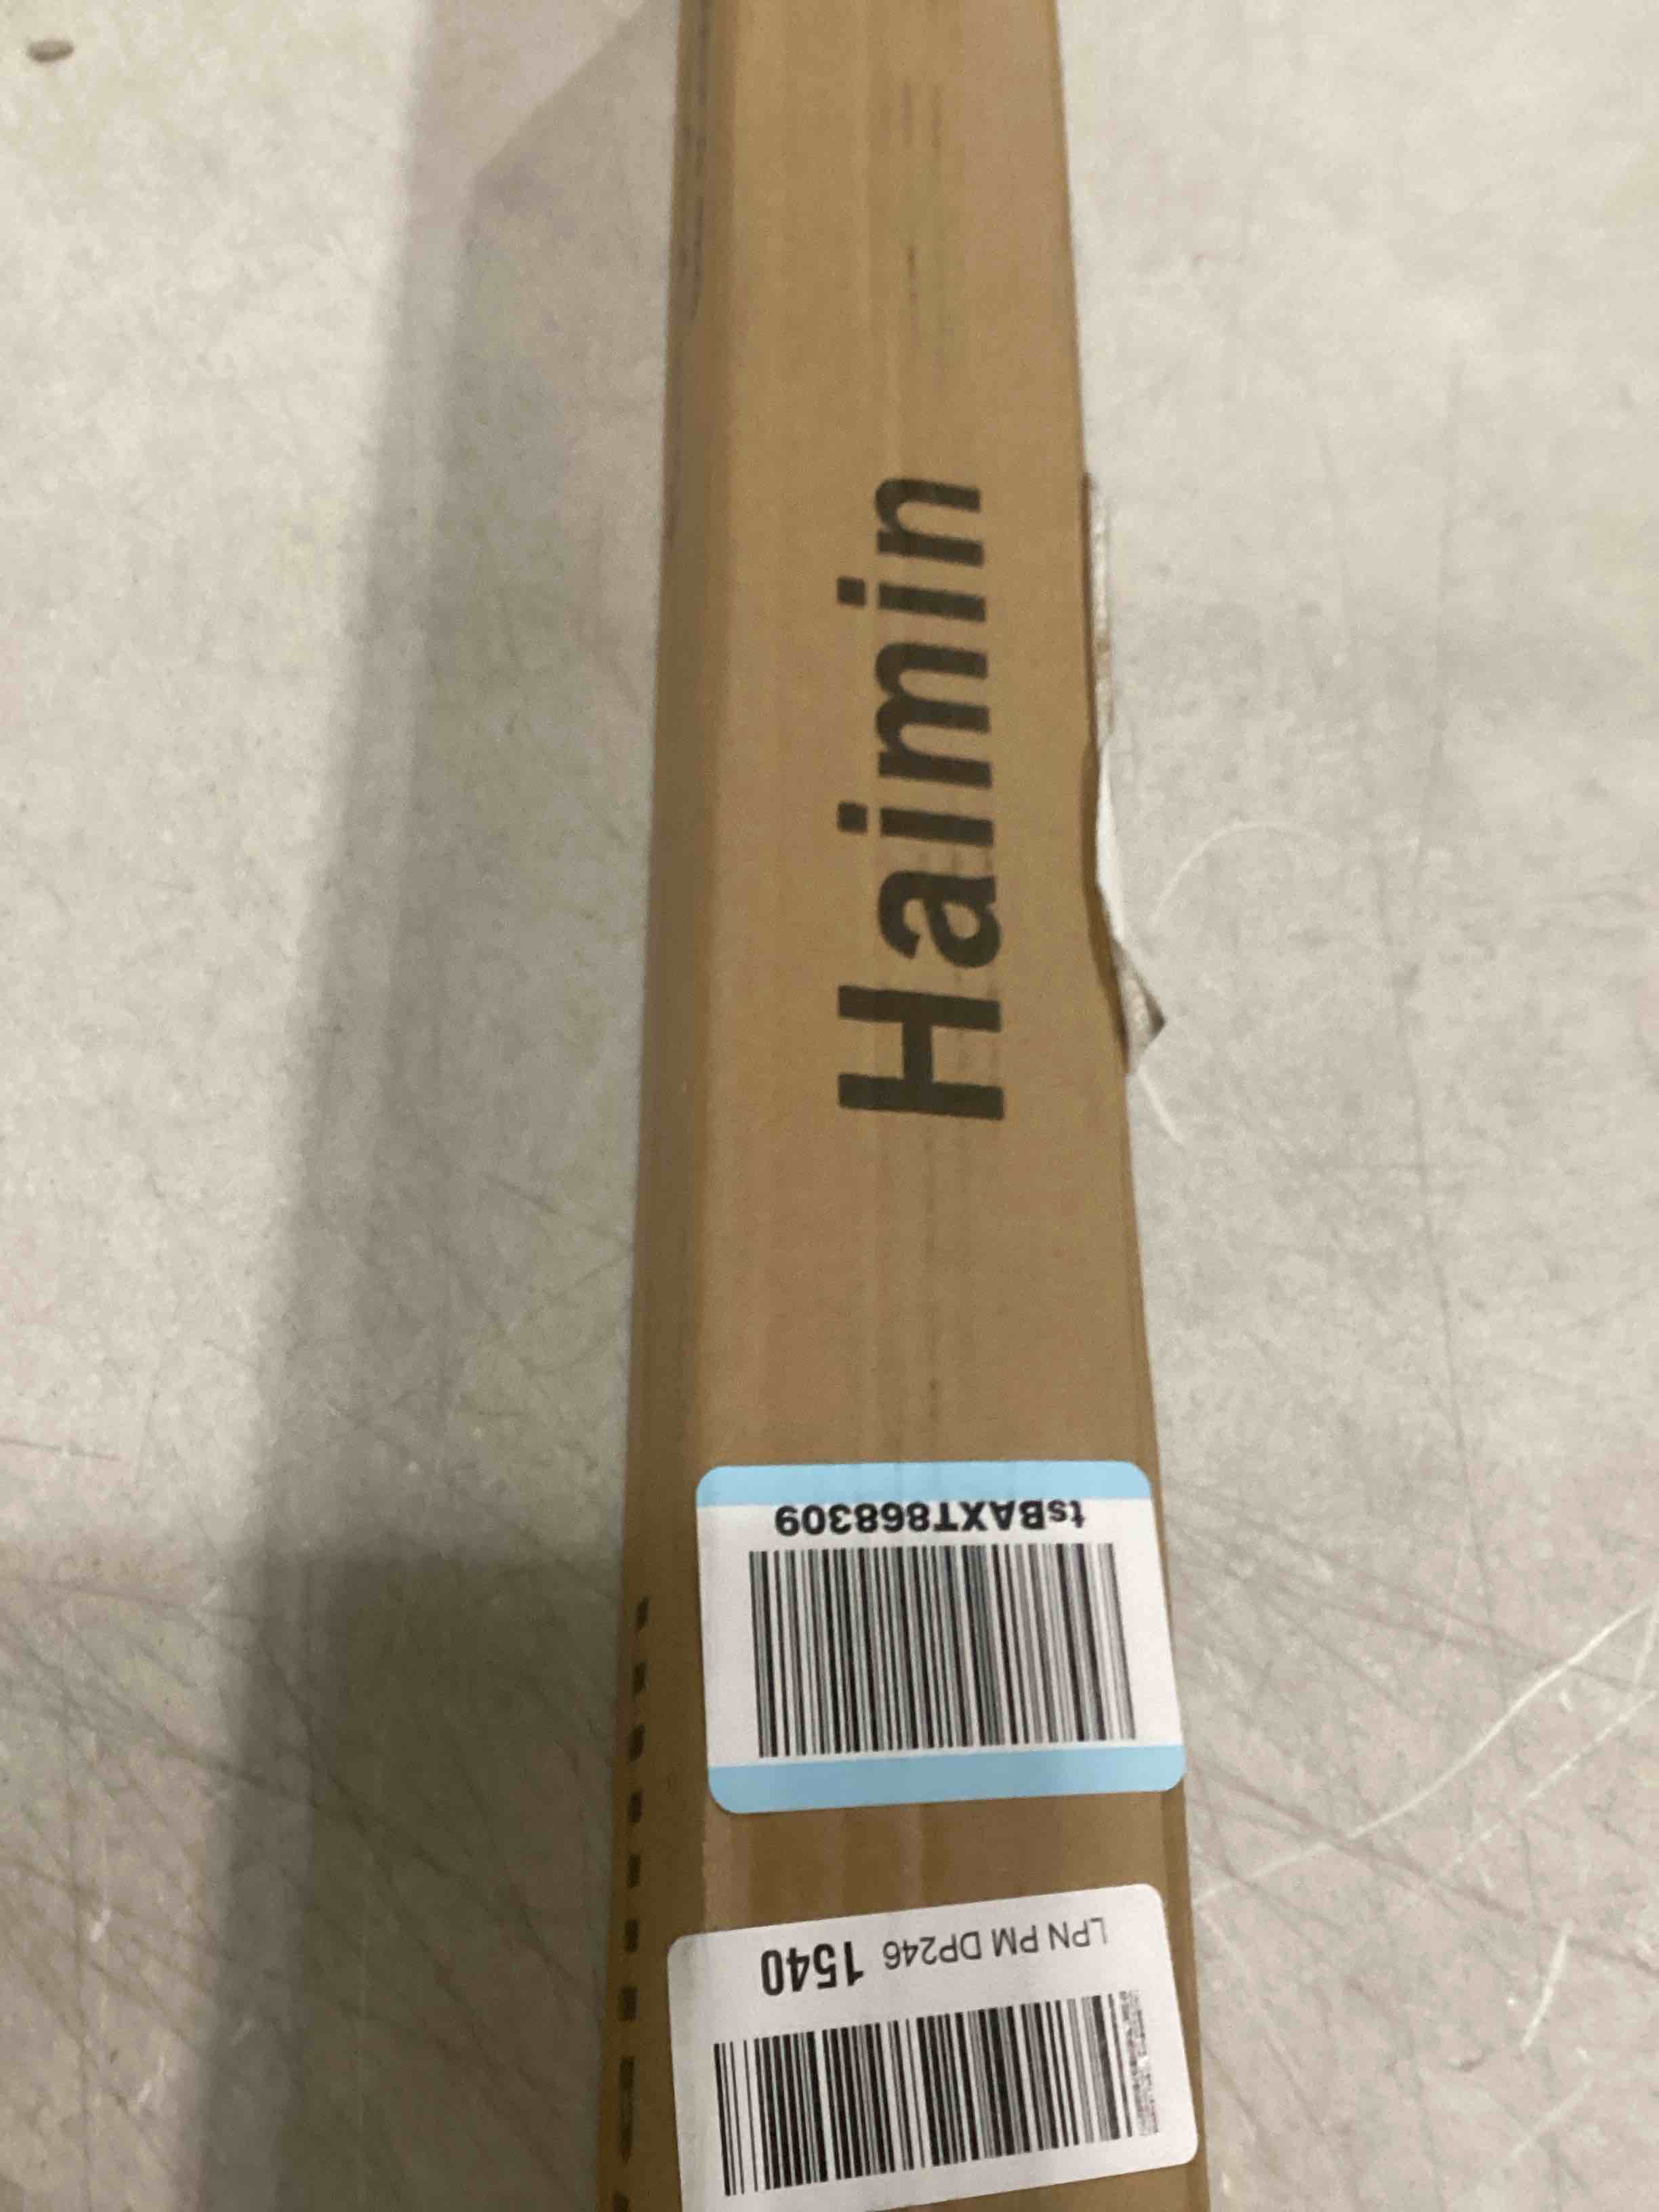 Haimin
tsBAXT868309
LPN PM DP246 1540